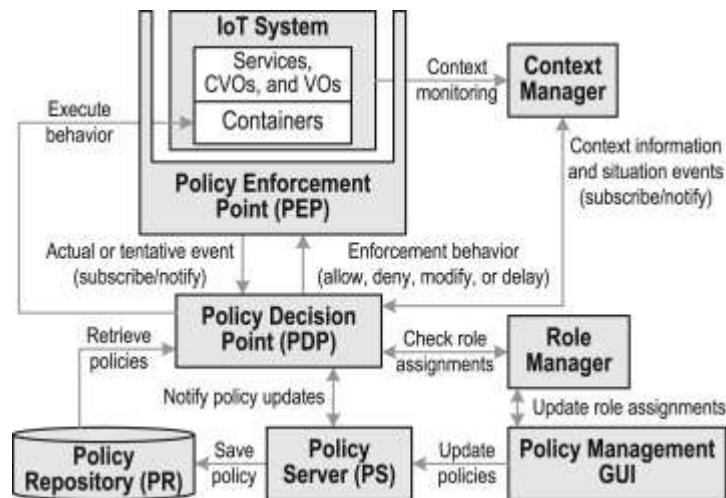 IoT System
Services,
CVOs, and VOs
Containers
Execute
behavior
Context
monitoring
Context
Manager
Policy Enforcement
Point (PEP)
Context information
and situation events
(subscribe/notify)
Actual or tentative event
(subscribe/notify)
Enforcement behavior
(allow, deny, modify, or delay)
Policy Decision
Point (PDP)
Retrieve
policies
Check role
assignments
Role
Manager
Notify policy updates
Update role assignments
Policy
Repository (PR)
Save
policy
Policy
Server (PS)
Update
policies
Policy Management
GUI